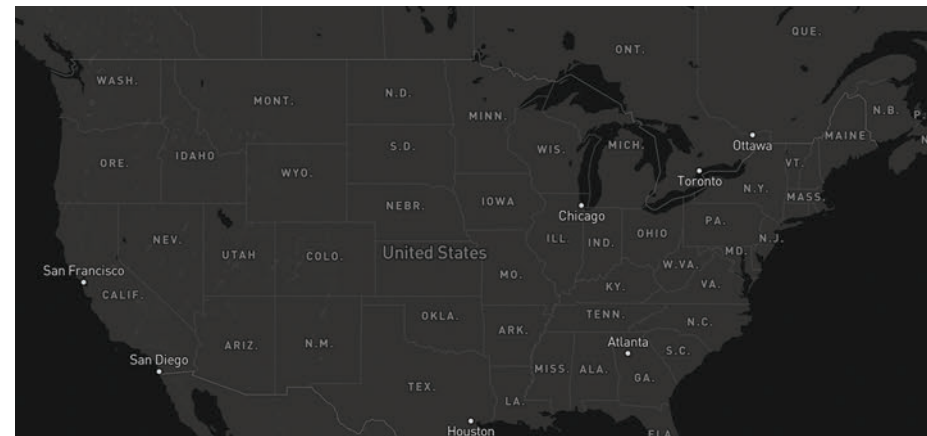 QUE.
ONT.
WASH.
MONT.
N.D.
MINN.
N.B.
P.
MAINE
ORE.
IDAHO
S.D.
WIS.
MICH.
Ottawa
VT.
WYO.
Toronto
N.Y.
MASS.
NEBR.
IOWA
Chicago
PA.
NEV.
UTAH
COLO.
United States
ILL.
IND.
OHIO
N.J.
MD.
San Francisco
CALIF.
MO.
W.VA.
VA.
KY.
OKLA.
TENN.
N.C.
ARIZ.
N.M.
ARK.
Atlanta
S.C.
San Diego
TEX.
MISS.
ALA.
GA.
LA.
Houston
FLA.